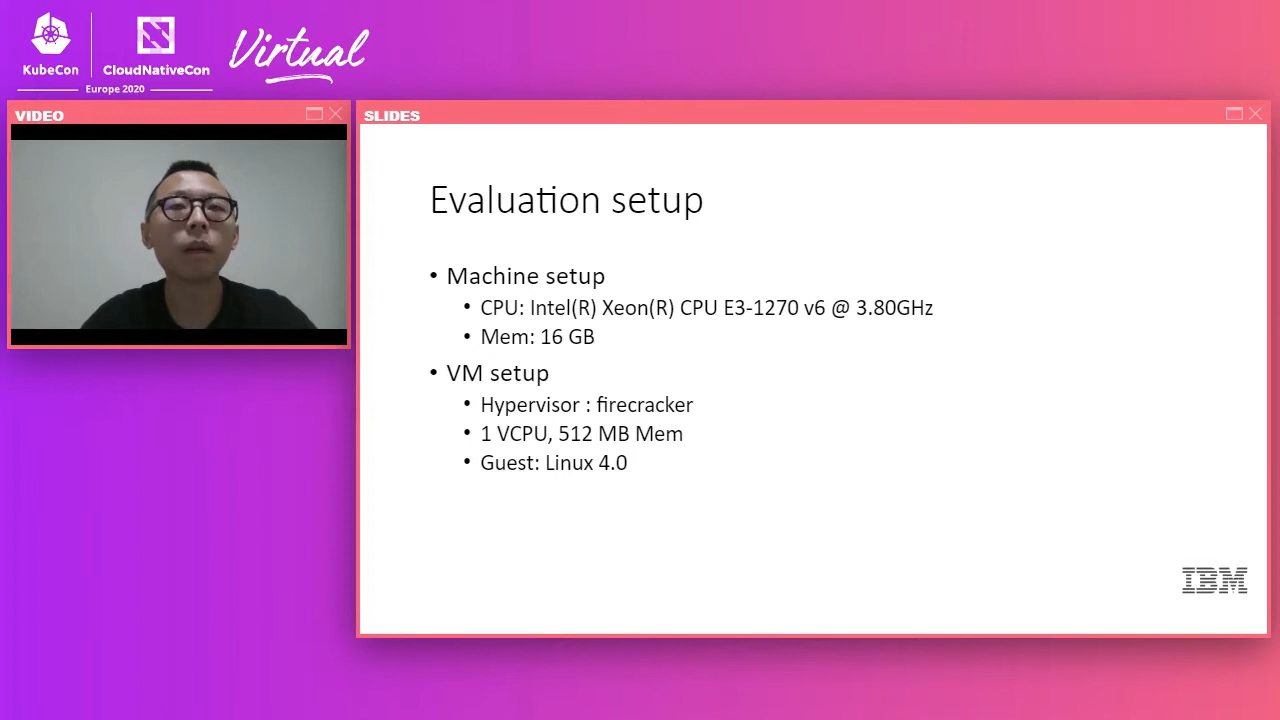 KubeCon
CloudNativeCon
Europe 2020
Virtual
VIDEO
SLIDES
Evaluation setup
• Machine setup
• CPU: Intel(R) Xeon(R) CPU E3-1270 v6 @ 3.80GHz
• Mem: 16 GB
• VM setup
• Hypervisor : firecracker
• 1 VCPU, 512 MB Mem
• Guest: Linux 4.0
IBM